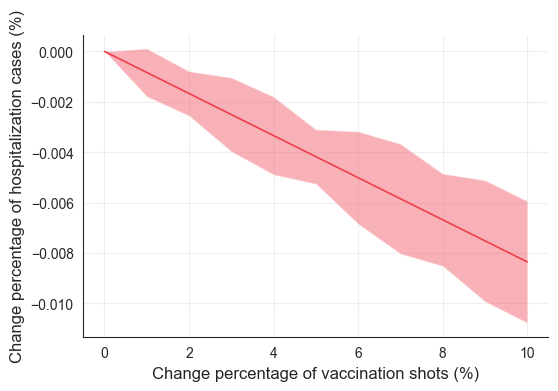 Change percentage of hospitalization cases (%)
0.000
−0.002
−0.004
−0.006
−0.008
−0.010
0 2 4 6 8 10
Change percentage of vaccination shots (%)